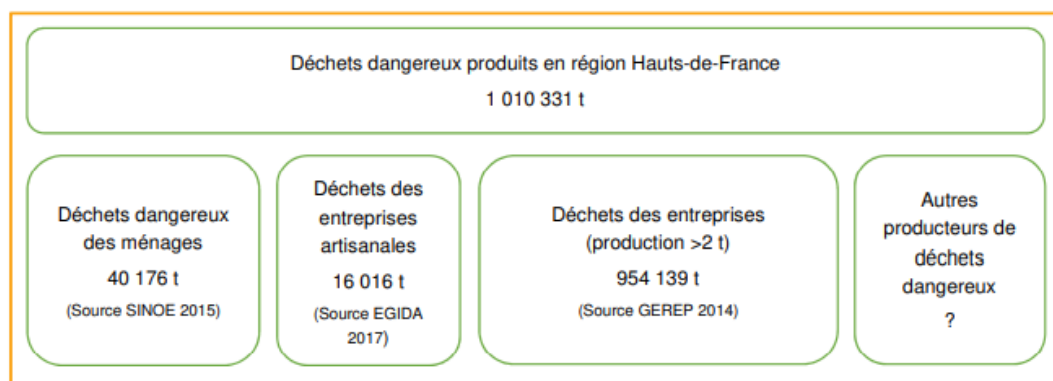 Déchets dangereux produits en région Hauts-de-France
1 010 331 t
Déchets dangereux
des ménages
40 176 t
(Source SINOE 2015)
Déchets des
entreprises
artisanales
16 016 t
(Source EGIDA
2017)
Déchets des entreprises
(production >2 t)
954 139 t
(Source GEREP 2014)
Autres
producteurs de
déchets
dangereux
?